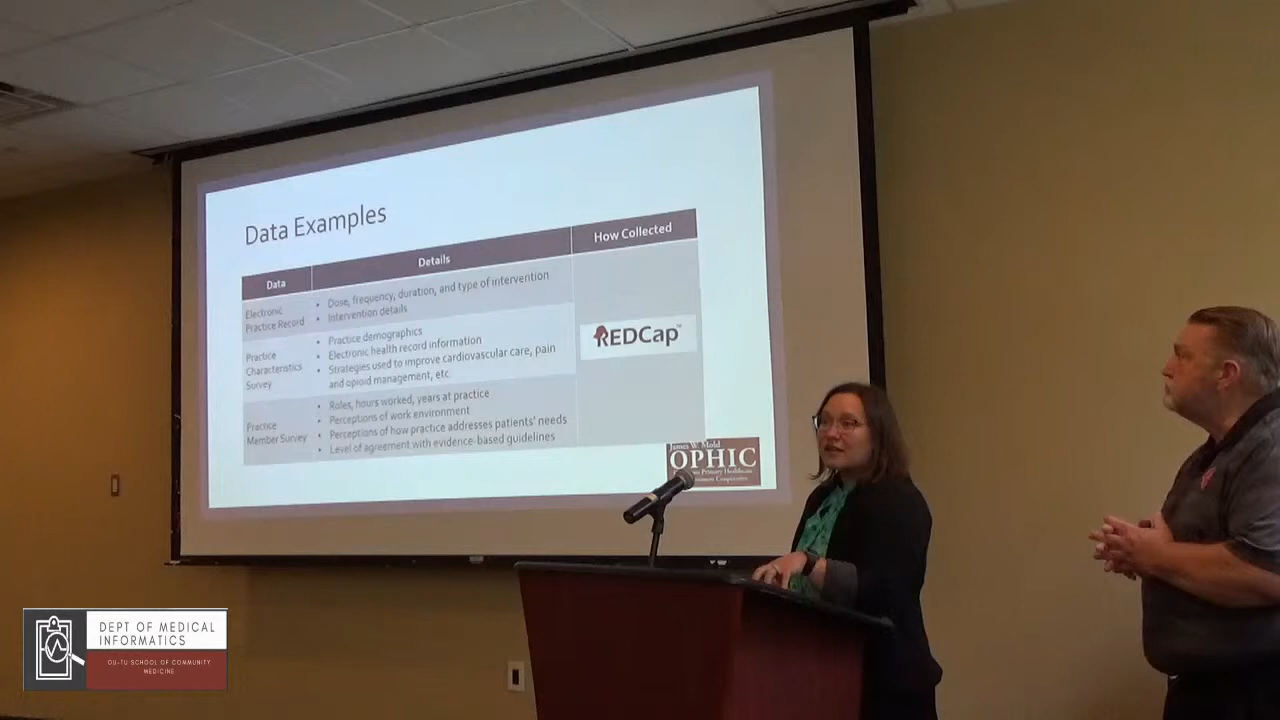 Data Examples
Data
Details
How Collected
Electronic
Practice Record
• Dose, frequency, duration, and type of intervention
• Intervention details
Practice
Characteristics
Survey
• Practice demographics
• Electronic health record information
• Strategies used to improve cardiovascular care, pain
and opioid management, etc.
Practice
Member Survey
• Roles, hours worked, years at practice
• Perceptions of work environment
• Perceptions of how practice addresses patients' needs
• Level of agreement with evidence-based guidelines
REDCap
James W. Mold
OPHIC
Primary Healthcare
Cooperative
DEPT OF MEDICAL
INFORMATICS
OU-TU SCHOOL OF COMMUNITY
MEDICINE